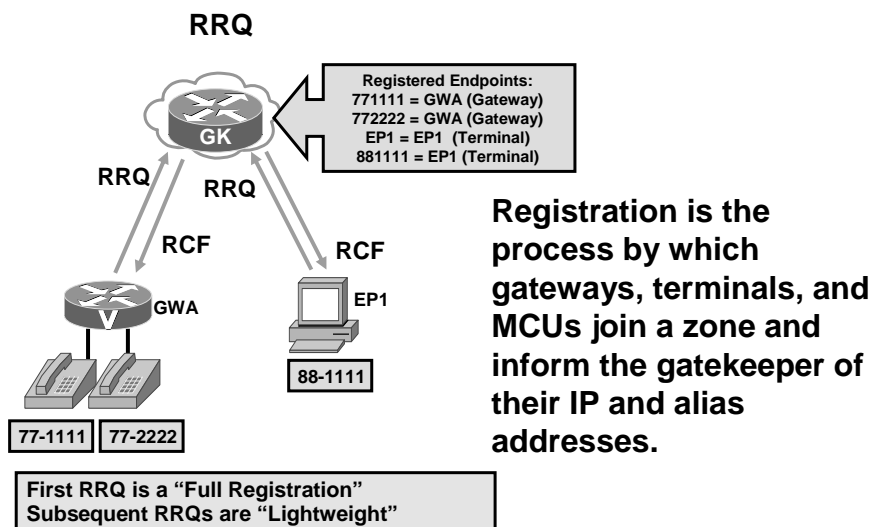 RRQ
Registered Endpoints:
771111 = GWA (Gateway)
772222 = GWA (Gateway)
EP1 = EP1 (Terminal)
881111 = EP1 (Terminal)
GK
RRQ
RRQ
RCF
RCF
GWA
V
EP1
88-1111
77-1111
77-2222
Registration is the
process by which
gateways, terminals, and
MCUs join a zone and
inform the gatekeeper of
their IP and alias
addresses.
First RRQ is a “Full Registration”
Subsequent RRQs are “Lightweight”